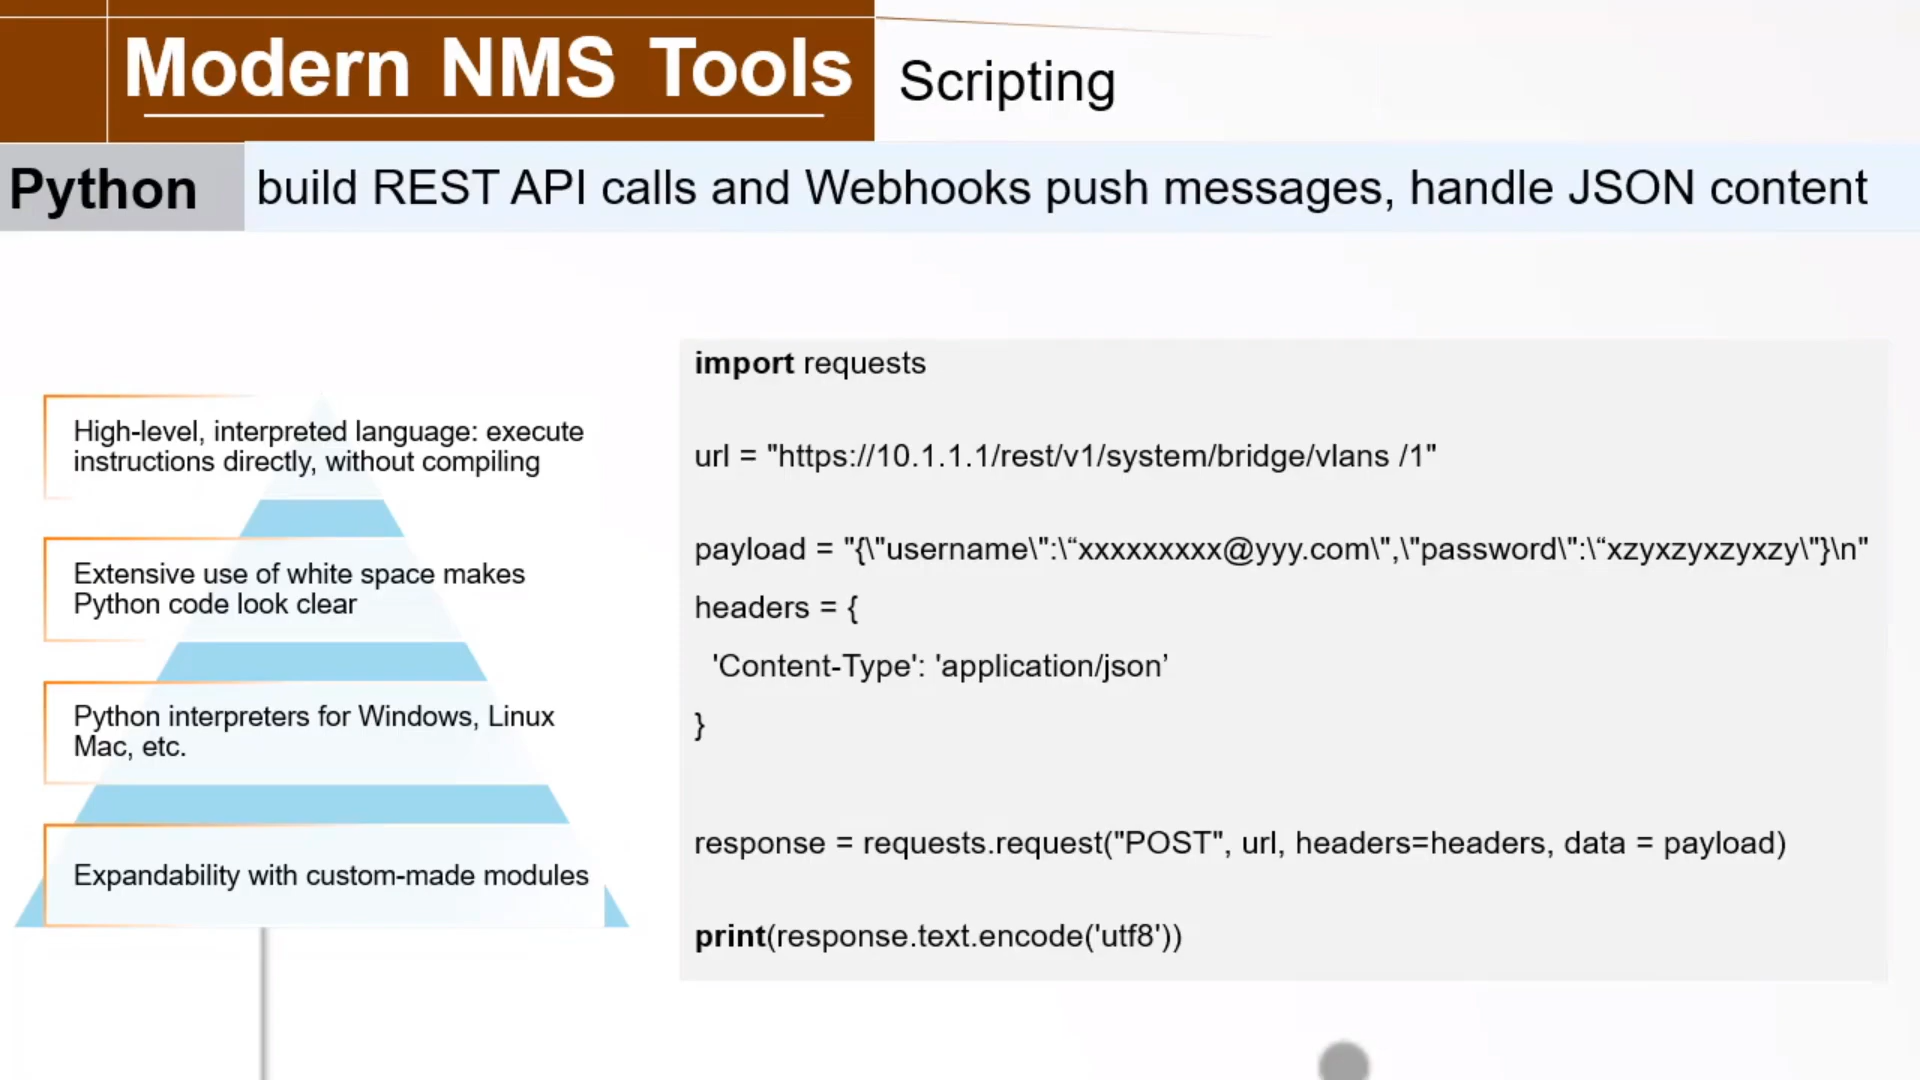 Modern NMS Tools
Scripting
Python
build REST API calls and Webhooks push messages, handle JSON content
High-level, interpreted language: execute
instructions directly, without compiling
Extensive use of white space makes
Python code look clear
Python interpreters for Windows, Linux
Mac, etc.
Expandability with custom-made modules
import requests
url = "https://10.1.1.1/rest/v1/system/bridge/vlans /1"
payload = "{\"username\":\“xxxxxxxxx@yyy.com\",\"password\":\“xzyxzyxzyxzy\"}\n"
headers = {
'Content-Type': 'application/json’
}
response = requests.request("POST", url, headers=headers, data = payload)
print(response.text.encode('utf8'))